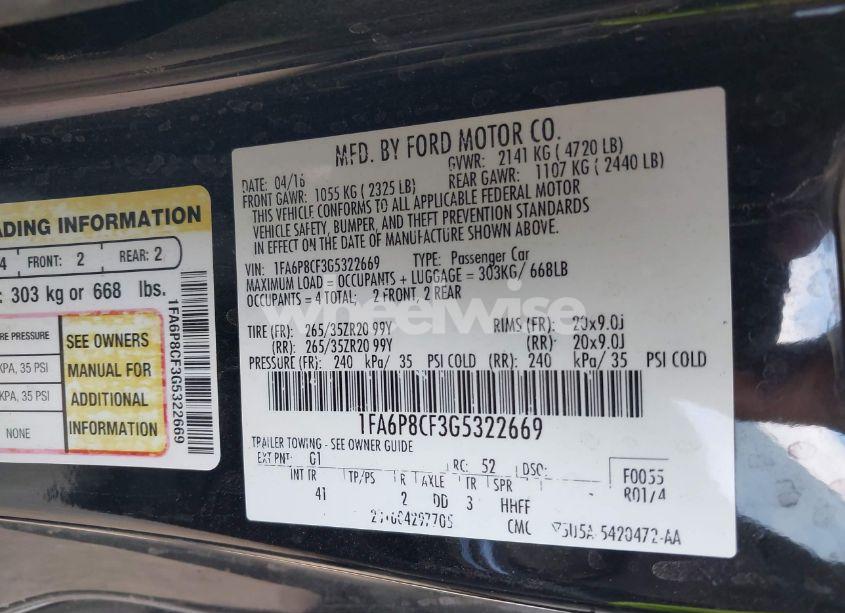 ADING INFORMATION
4 FRONT: 2 REAR: 2
: 303 kg or 668 lbs.
RE PRESSURE SEE OWNERS
KPA, 35 PSI MANUAL FOR
KPA, 35 PSI ADDITIONAL
NONE INFORMATION
1FA6P8CF3G5322669
MFD. BY FORD MOTOR CO.
DATE: 04/16 GVWR: 2141 KG ( 4720 LB)
FRONT GAWR: 1055 KG ( 2325 LB) REAR GAWR: 1107 KG ( 2440 LB)
THIS VEHICLE CONFORMS TO ALL APPLICABLE FEDERAL MOTOR
VEHICLE SAFETY, BUMPER, AND THEFT PREVENTION STANDARDS
IN EFFECT ON THE DATE OF MANUFACTURE SHOWN ABOVE.
VIN: 1FA6P8CF3G5322669 TYPE: Passenger Car
MAXIMUM LOAD = OCCUPANTS + LUGGAGE = 303KG/ 668LB
OCCUPANTS = 4 TOTAL; 2 FRONT, 2 REAR
wheelwise
TIRE (FR): 265/35ZR20 99Y RIMS (FR): 20x9.0j
(RR): 265/35ZR20 99Y (RR): 20x9.0j
PRESSURE (FR): 240 kPa/ 35 PSI COLD (RR): 240 kPa/ 35 PSI COLD
1FA6P8CF3G5322669
TRAILER TOWING - SEE OWNER GUIDE
EXT PNT: G1 RC: 52 DSO: F0055
INT TR TP/PS R AXLE TR SPR R01/4
41 2 DD 3 HHFF
CMC 5420472-AA